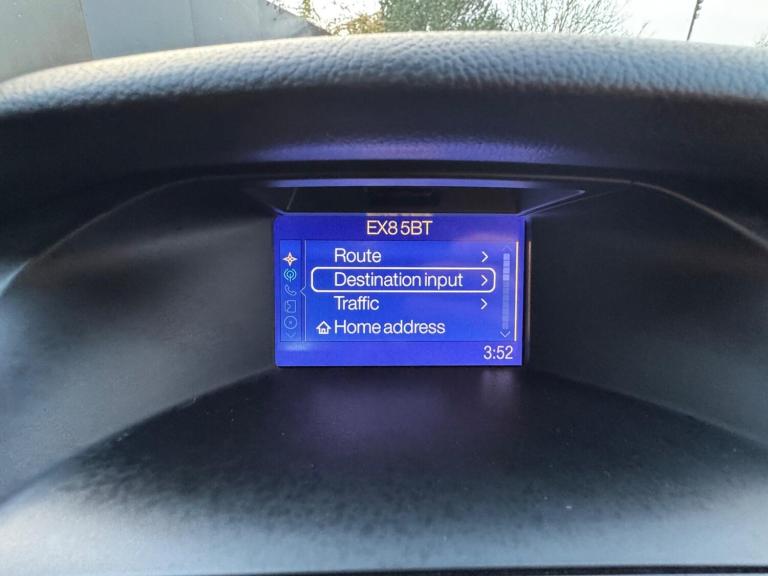 EX8 5BT
Route
Destination input
Traffic
Home address
3:52